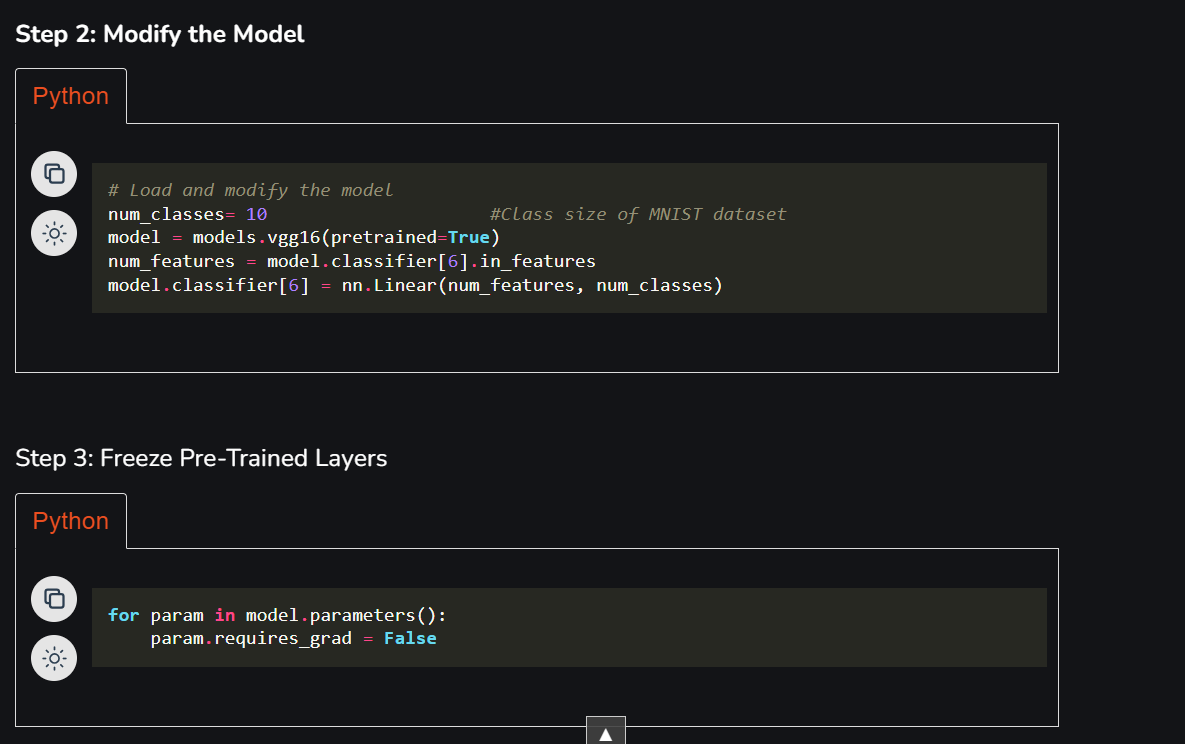 Step 2: Modify the Model
Python
# Load and modify the model
num_classes= 10                     #Class size of MNIST dataset
model = models.vgg16(pretrained=True)
num_features = model.classifier[6].in_features
model.classifier[6] = nn.Linear(num_features, num_classes)
Step 3: Freeze Pre-Trained Layers
Python
for param in model.parameters():
    param.requires_grad = False